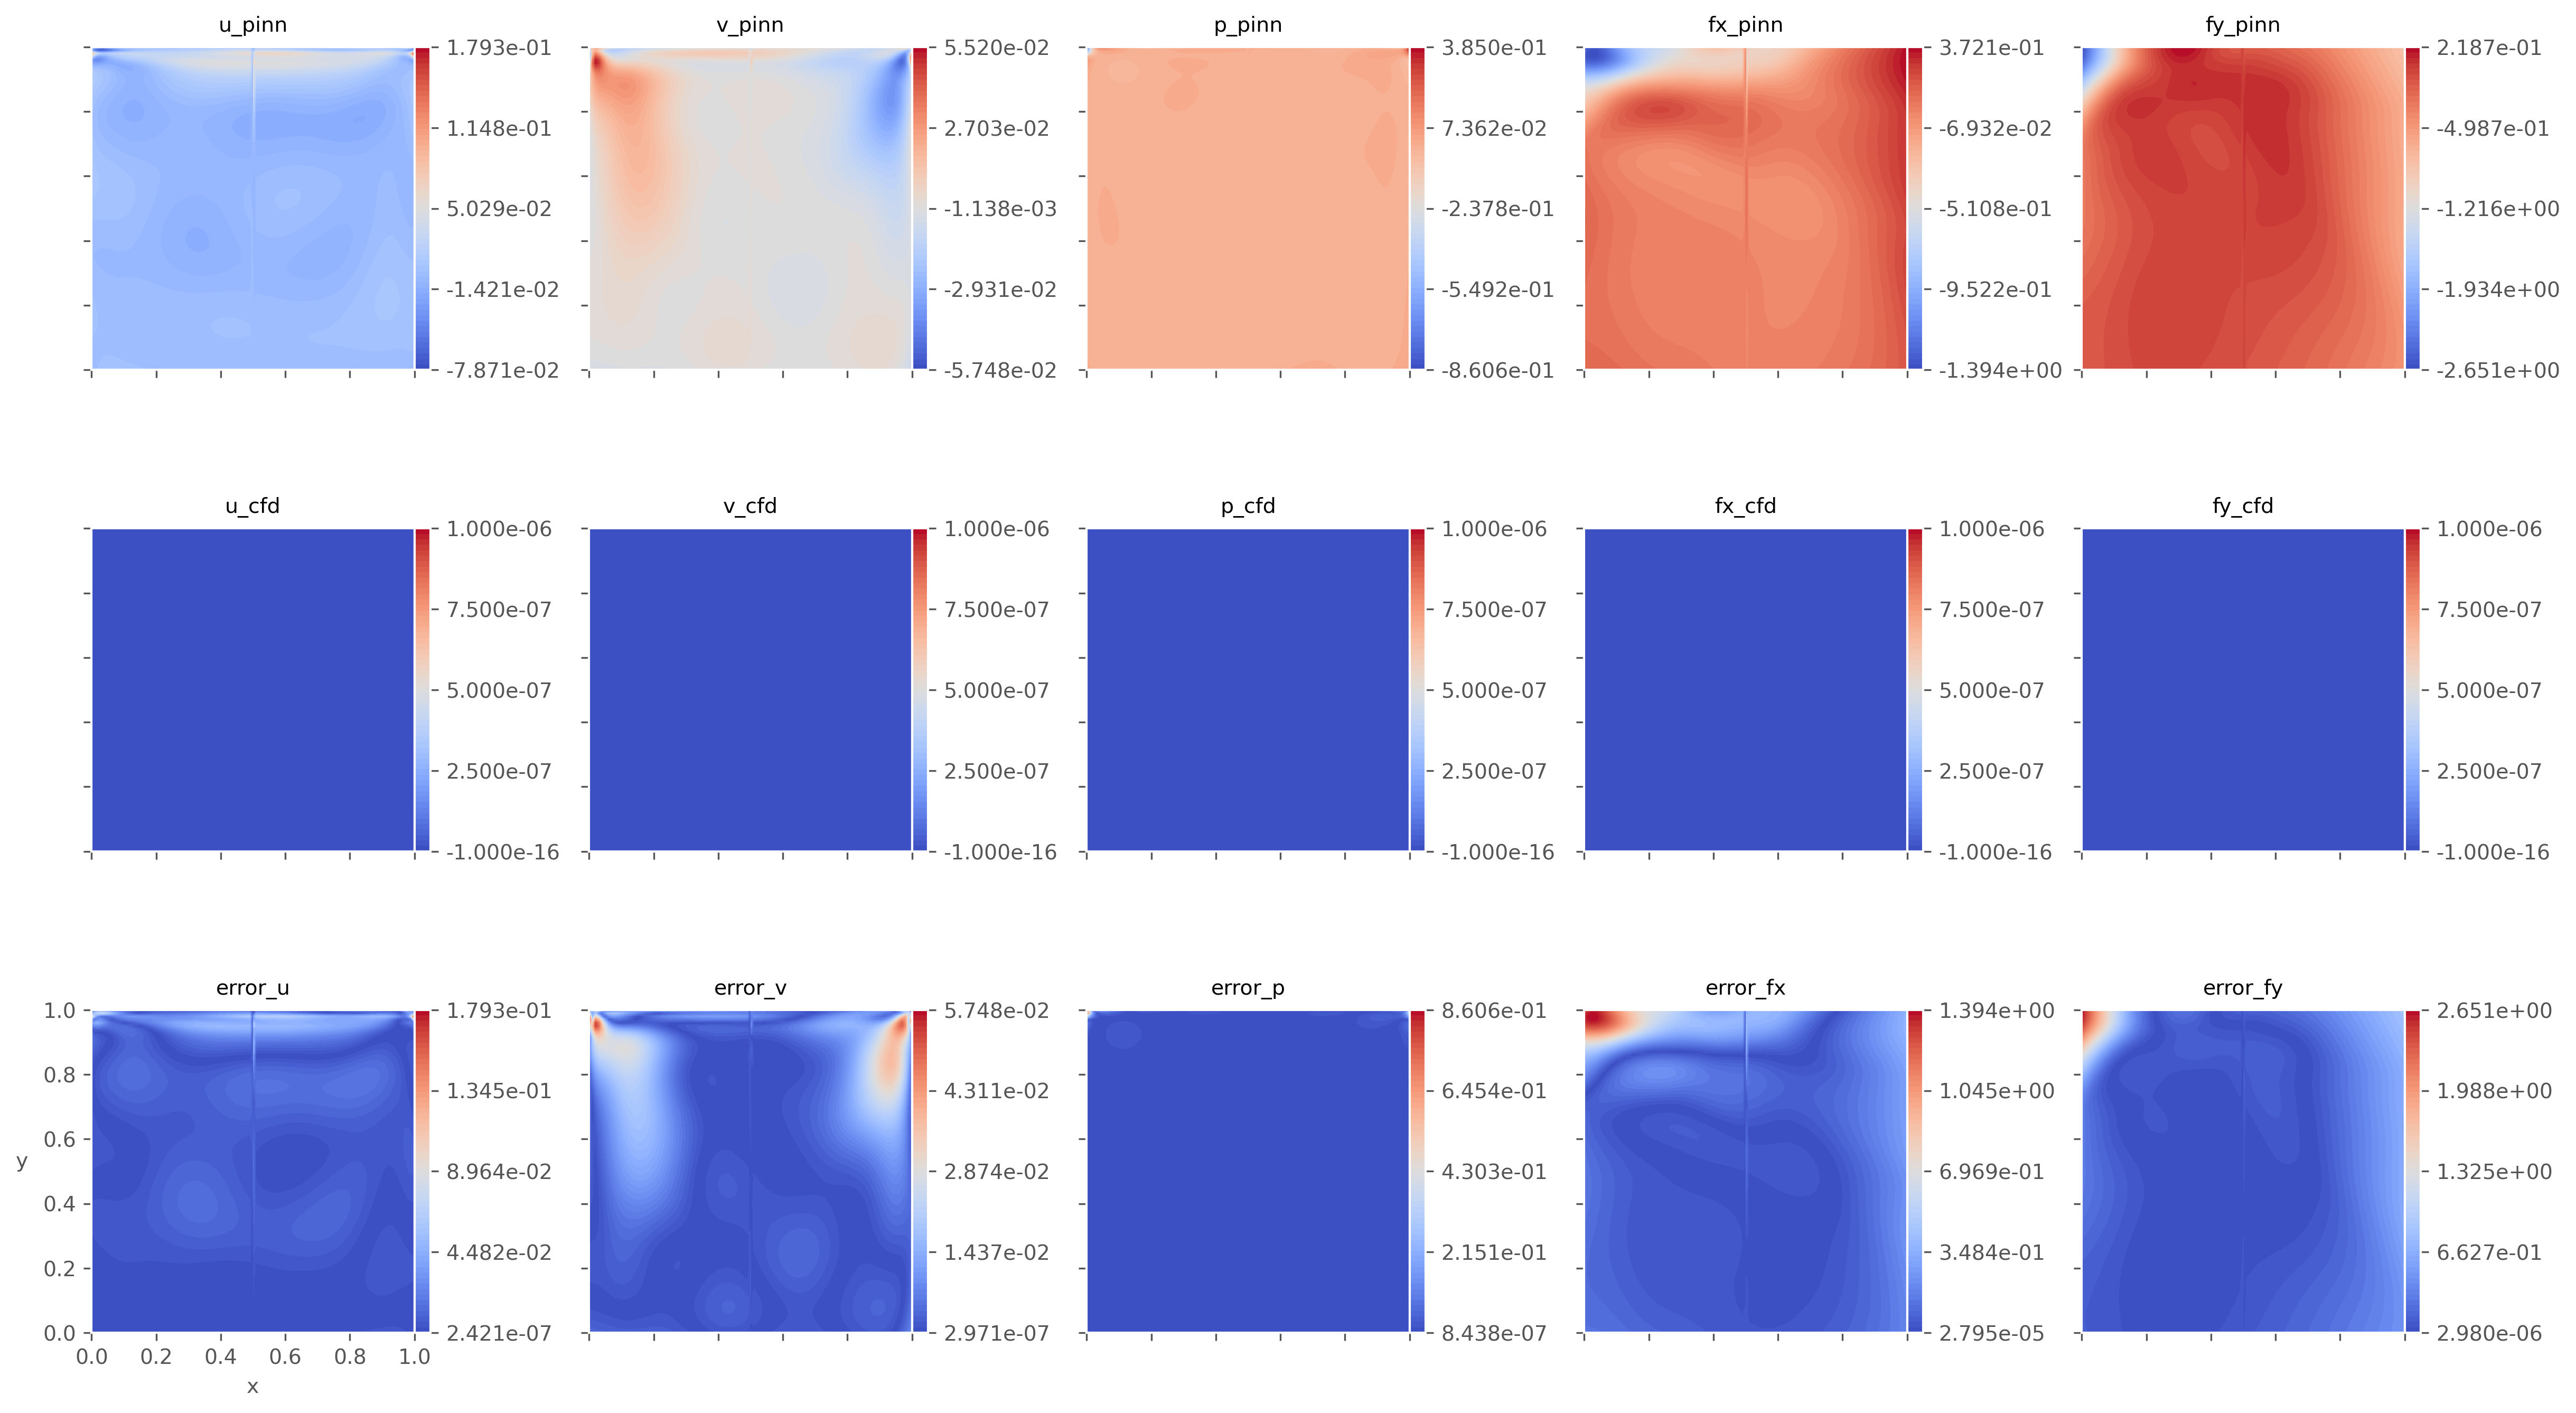 u_pinn
1.793e-01
1.148e-01
5.029e-02
-1.421e-02
-7.871e-02
v_pinn
5.520e-02
2.703e-02
-1.138e-03
-2.931e-02
-5.748e-02
p_pinn
3.850e-01
7.362e-02
-2.378e-01
-5.492e-01
-8.606e-01
fx_pinn
3.721e-01
-6.932e-02
-5.108e-01
-9.522e-01
-1.394e+00
fy_pinn
2.187e-01
-4.987e-01
-1.216e+00
-1.934e+00
-2.651e+00
u_cfd
1.000e-06
7.500e-07
5.000e-07
2.500e-07
-1.000e-16
v_cfd
1.000e-06
7.500e-07
5.000e-07
2.500e-07
-1.000e-16
p_cfd
1.000e-06
7.500e-07
5.000e-07
2.500e-07
-1.000e-16
fx_cfd
1.000e-06
7.500e-07
5.000e-07
2.500e-07
-1.000e-16
fy_cfd
1.000e-06
7.500e-07
5.000e-07
2.500e-07
-1.000e-16
error_u
1.0
0.8
0.6
0.4
0.2
0.0
y
0.0 0.2 0.4 0.6 0.8 1.0
x
1.793e-01
1.345e-01
8.964e-02
4.482e-02
2.421e-07
error_v
5.748e-02
4.311e-02
2.874e-02
1.437e-02
2.971e-07
error_p
8.606e-01
6.454e-01
4.303e-01
2.151e-01
8.438e-07
error_fx
1.394e+00
1.045e+00
6.969e-01
3.484e-01
2.795e-05
error_fy
2.651e+00
1.988e+00
1.325e+00
6.627e-01
2.980e-06